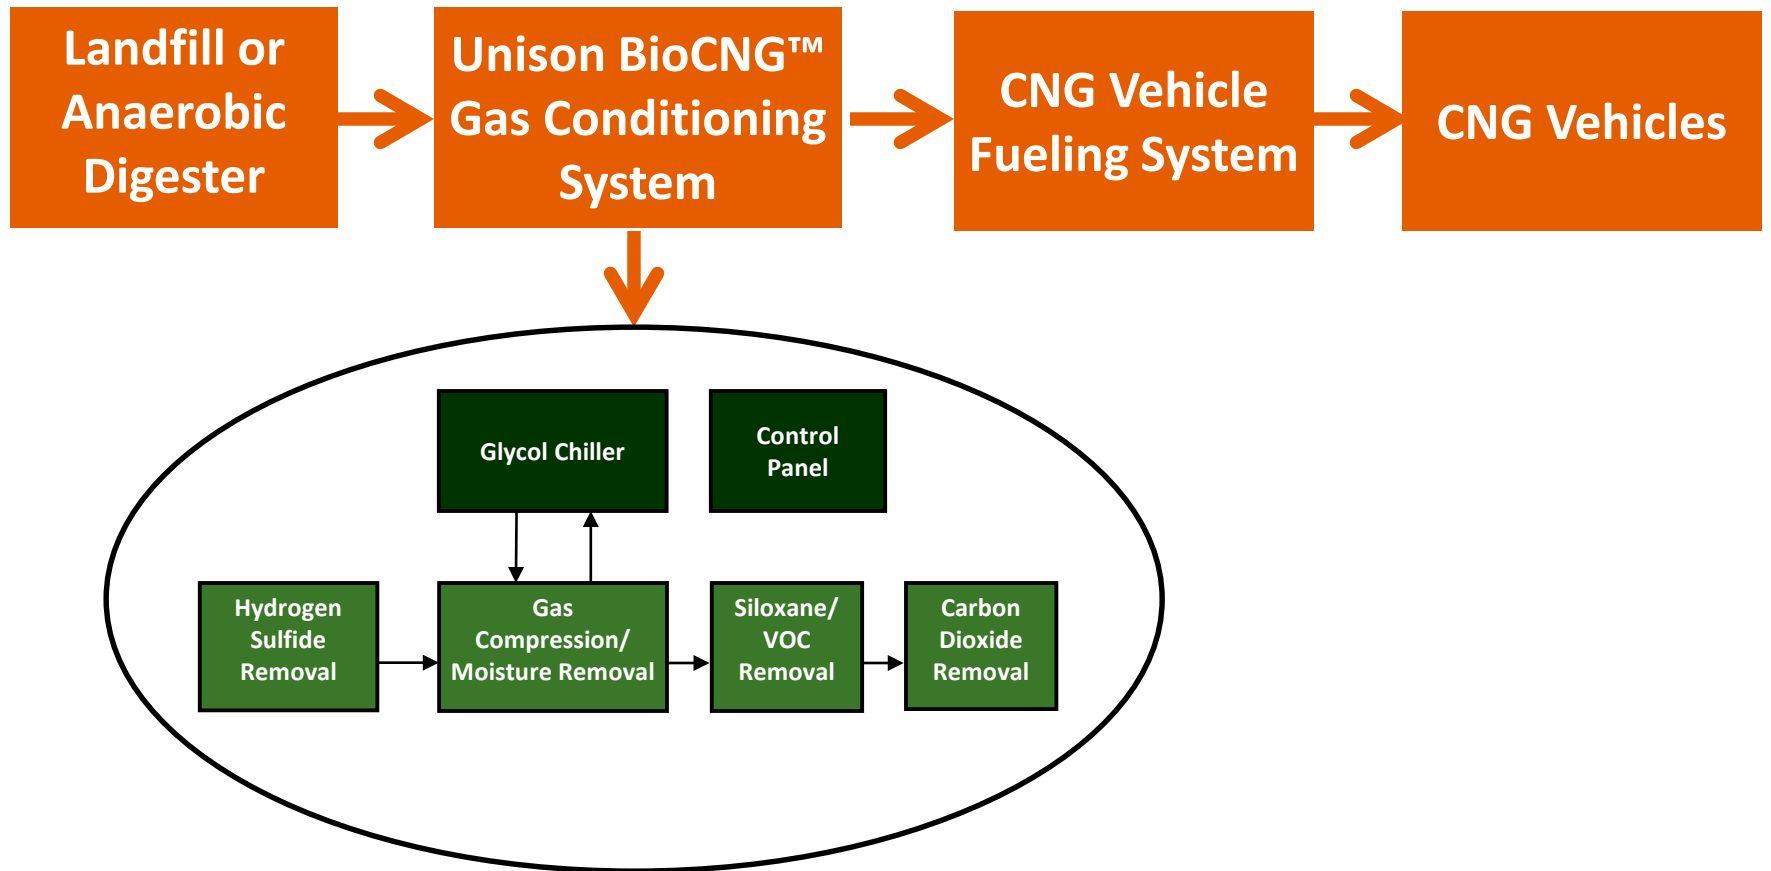 Landfill or
Anaerobic
Digester
Unison BioCNG™
Gas Conditioning
System
CNG Vehicle
Fueling System
CNG Vehicles
Glycol Chiller
Control
Panel
Hydrogen
Sulfide
Removal
Gas
Compression/
Moisture Removal
Siloxane/
VOC
Removal
Carbon
Dioxide
Removal